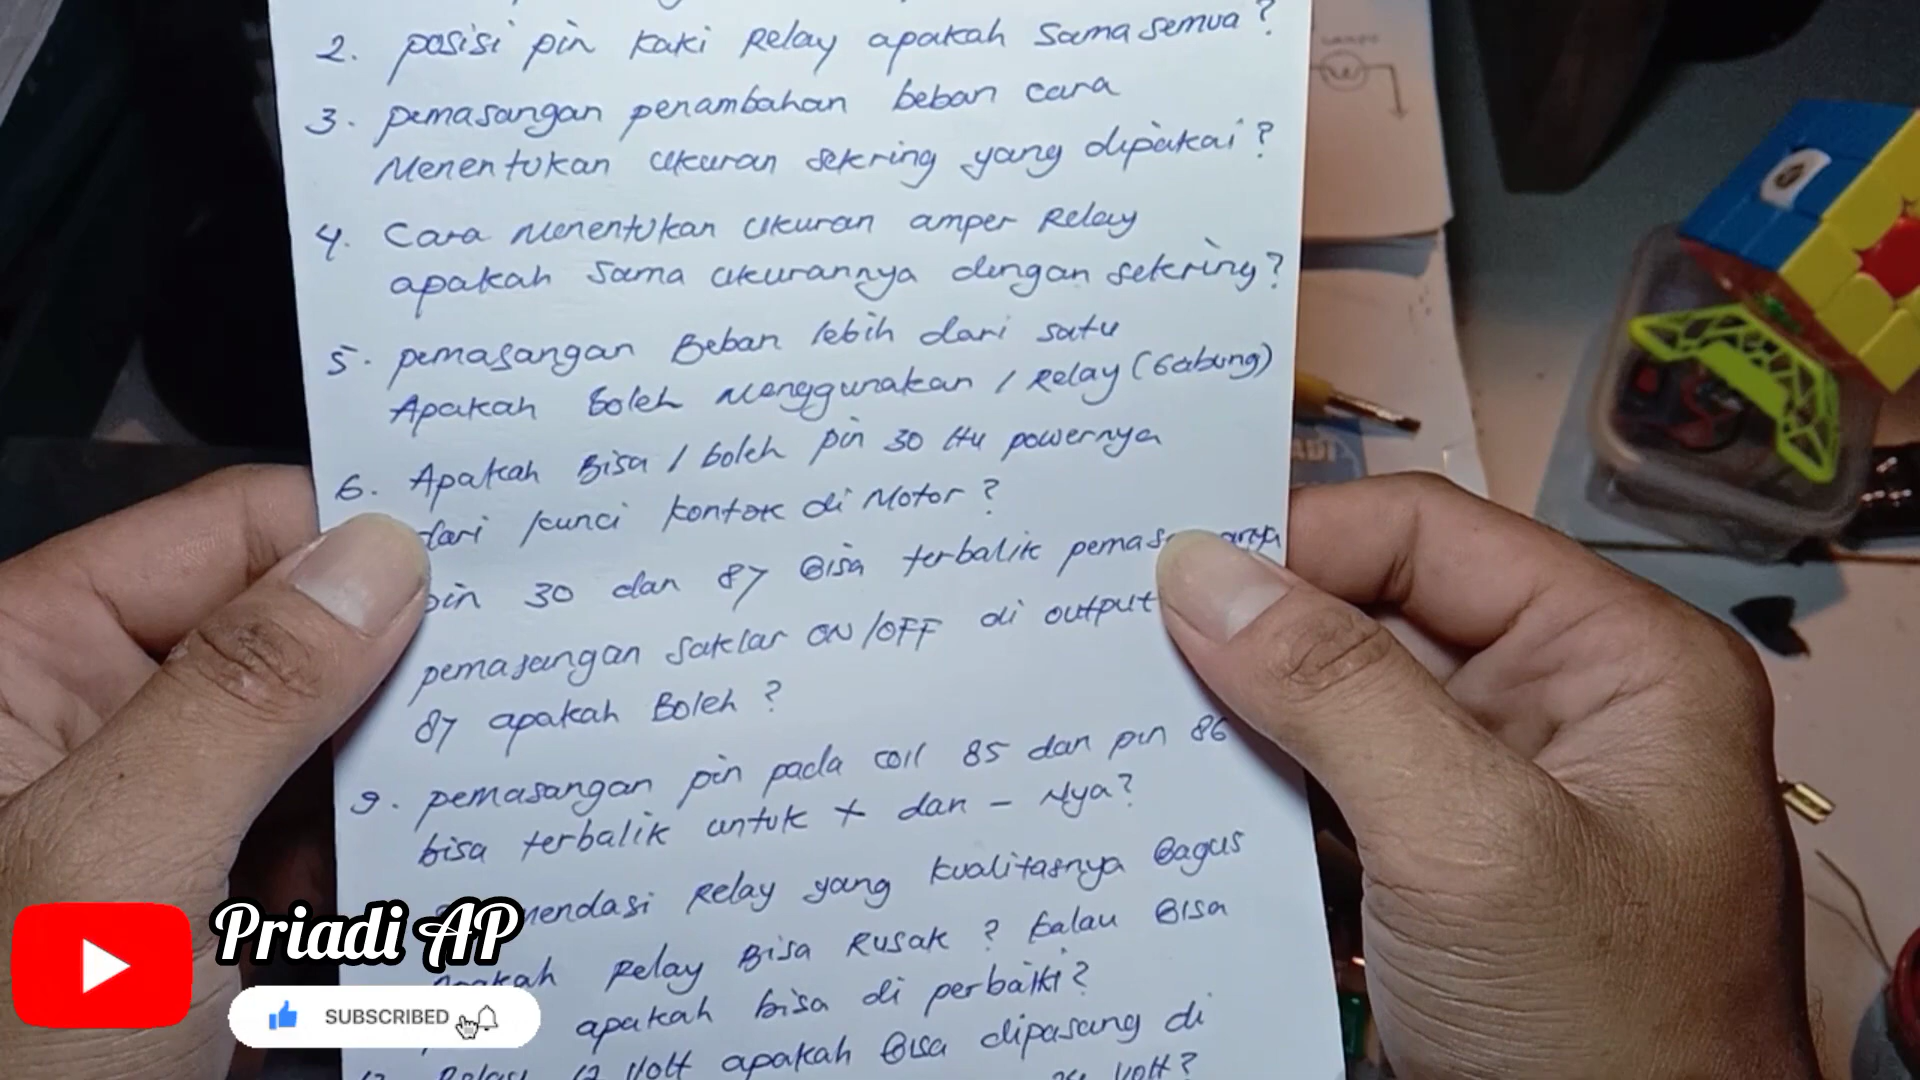 2. posisi pin kaki Relay apakah sama semua?
3. pemasangan penambahan beban cara
Menentukan ukuran sekring yang dipakai?
4. Cara Menentukan ukuran amper Relay
apakah sama ukurannya dengan sekring?
5. pemasangan Beban lebih dari satu
Apakah Boleh menggunakan 1 Relay (Gabung)
6. Apakah Bisa / boleh pin 30 itu powernya
dari kunci kontak di Motor?
pin 30 dan 87 Bisa terbalik
pemasangan saklar ON/OFF di output
87 apakah Boleh?
9. pemasangan pin pada coil 85 dan pin 86
bisa terbalik untuk + dan - Nya?
Relay yang kualitasnya Bagus
Relay Bisa Rusak? kalau Bisa
apakah bisa di perbaiki?
12 Volt apakah Bisa dipasang di
Volt?
Priadi AP
SUBSCRIBED